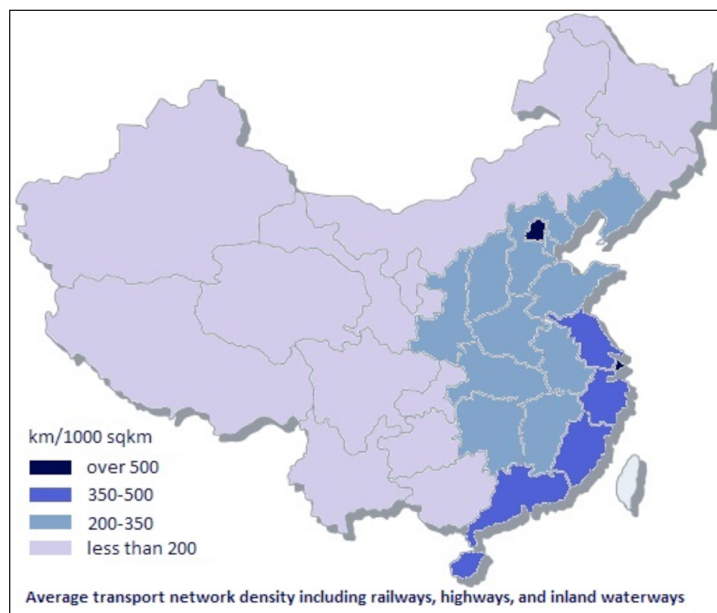 km/1000 sqkm
over 500
350-500
200-350
less than 200
Average transport network density including railways, highways, and inland waterways